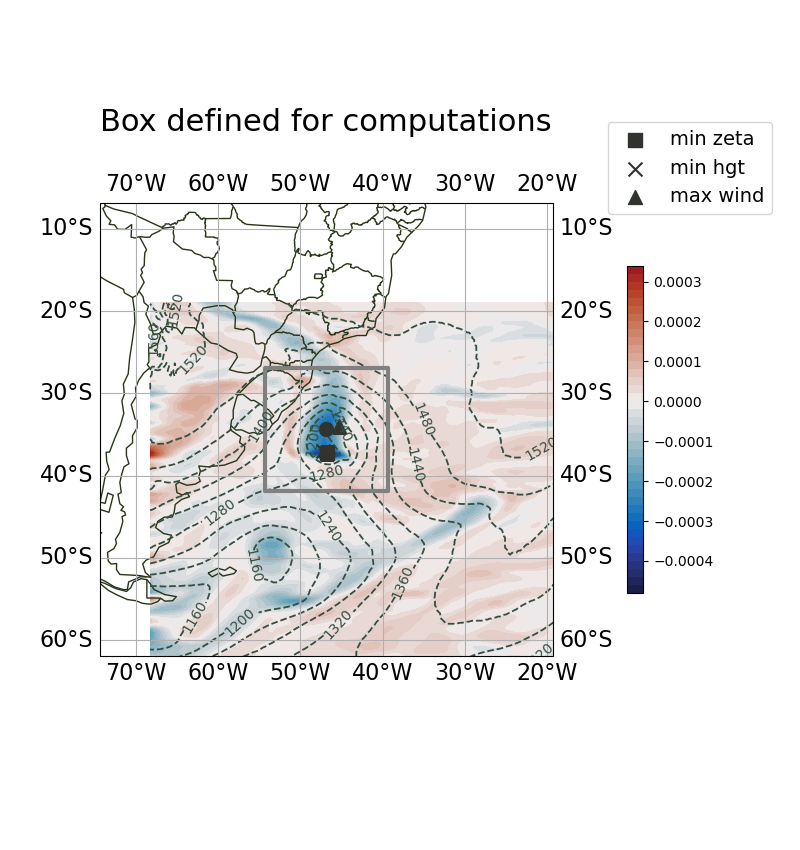 Box defined for computations
min zeta
min hgt
max wind
70°W 60°W 50°W 40°W 30°W 20°W
10°S 10°S
20°S 20°S
30°S 30°S
40°S 40°S
50°S 50°S
60°S 60°S
70°W 60°W 50°W 40°W 30°W 20°W
0.0003
0.0002
0.0001
0.0000
−0.0001
−0.0002
−0.0003
−0.0004
1520
1560
1520
1400
1480
1440
1520
1280
1280
1240
1160
1160
1200
1320
1360